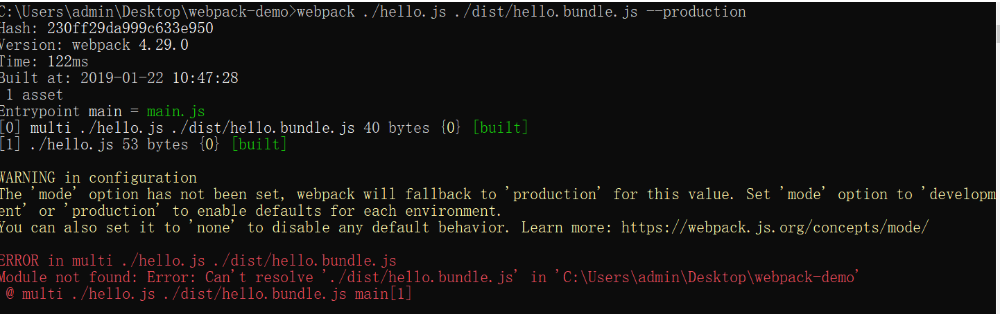 C:\Users\admin\Desktop\webpack-demo>webpack ./hello.js ./dist/hello.bundle.js --production
Hash: 230ff29da999c633e950
Version: webpack 4.29.0
Time: 122ms
Built at: 2019-01-22 10:47:28
 1 asset
Entrypoint main = main.js
[0] multi ./hello.js ./dist/hello.bundle.js 40 bytes {0} [built]
[1] ./hello.js 53 bytes {0} [built]
WARNING in configuration
The 'mode' option has not been set, webpack will fallback to 'production' for this value. Set 'mode' option to 'developm
ent' or 'production' to enable defaults for each environment.
You can also set it to 'none' to disable any default behavior. Learn more: https://webpack.js.org/concepts/mode/
ERROR in multi ./hello.js ./dist/hello.bundle.js
Module not found: Error: Can't resolve './dist/hello.bundle.js' in 'C:\Users\admin\Desktop\webpack-demo'
 @ multi ./hello.js ./dist/hello.bundle.js main[1]